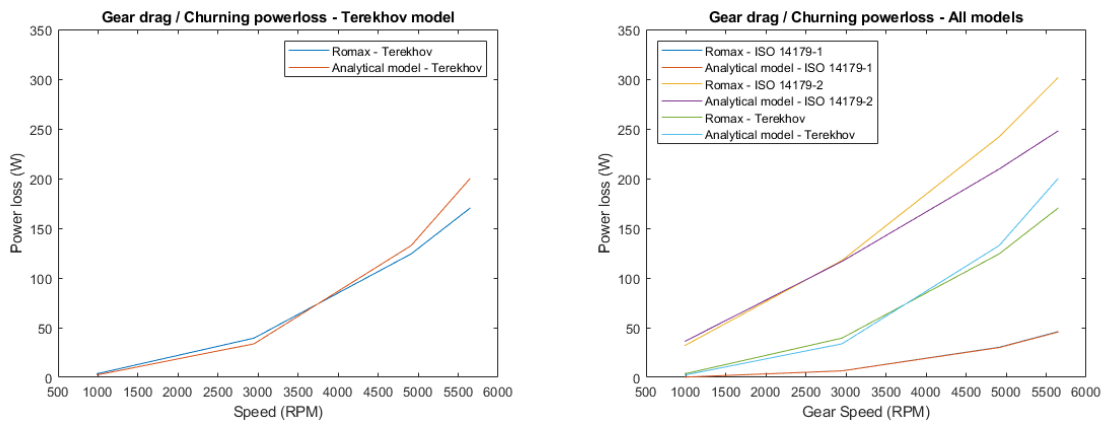 Gear drag / Churning powerloss - Terekhov model
350
300
250
200
150
100
50
0
Power loss (W)
Romax - Terekhov
Analytical model - Terekhov
500 1000 1500 2000 2500 3000 3500 4000 4500 5000 5500 6000
Speed (RPM)
Gear drag / Churning powerloss - All models
350
300
250
200
150
100
50
0
Power loss (W)
Romax - ISO 14179-1
Analytical model - ISO 14179-1
Romax - ISO 14179-2
Analytical model - ISO 14179-2
Romax - Terekhov
Analytical model - Terekhov
500 1000 1500 2000 2500 3000 3500 4000 4500 5000 5500 6000
Gear Speed (RPM)